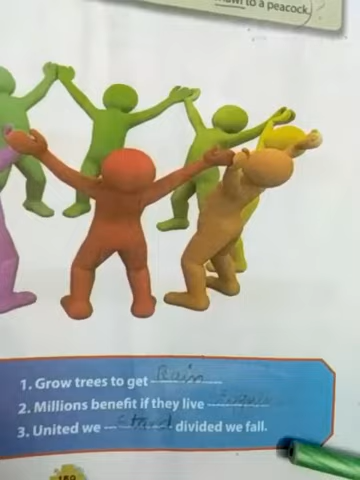 to a peacock.
1. Grow trees to get Rain
2. Millions benefit if they live
3. United we stand divided we fall.